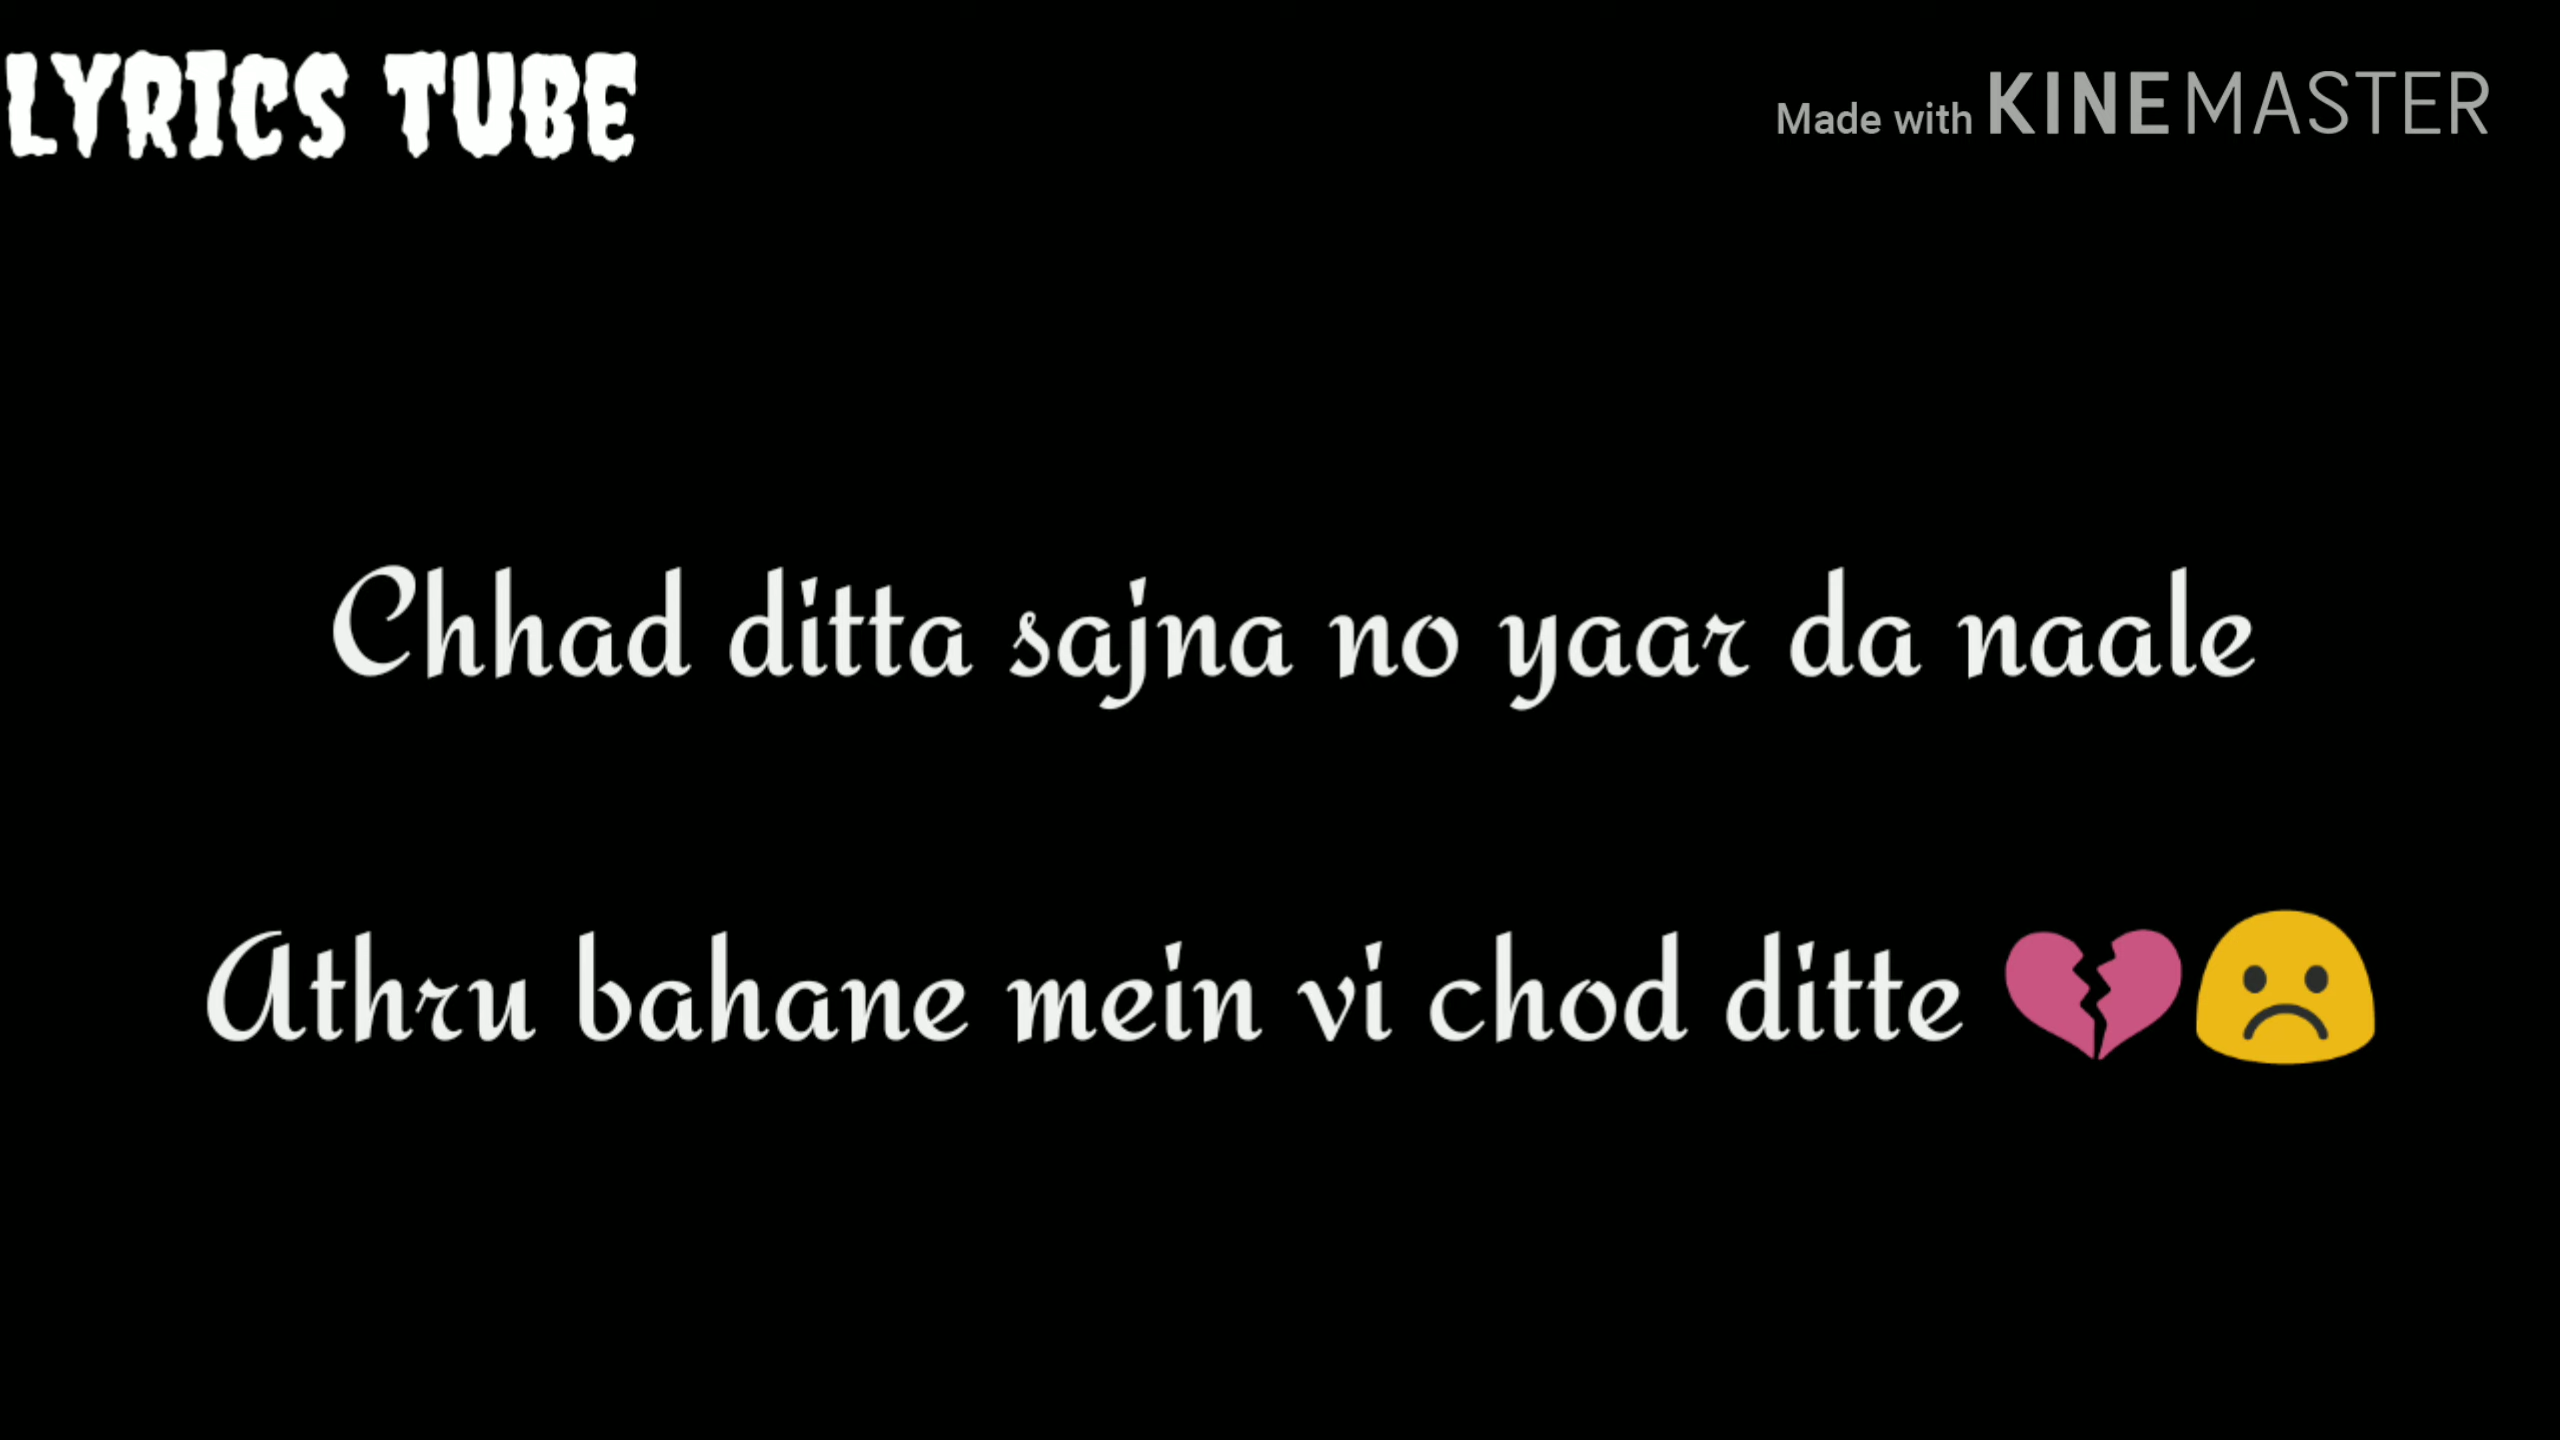 LYRICS TUBE
Made with KINEMASTER
Chhad ditta sajna no yaar da naale
Athru bahane mein vi chod ditte 💔☹